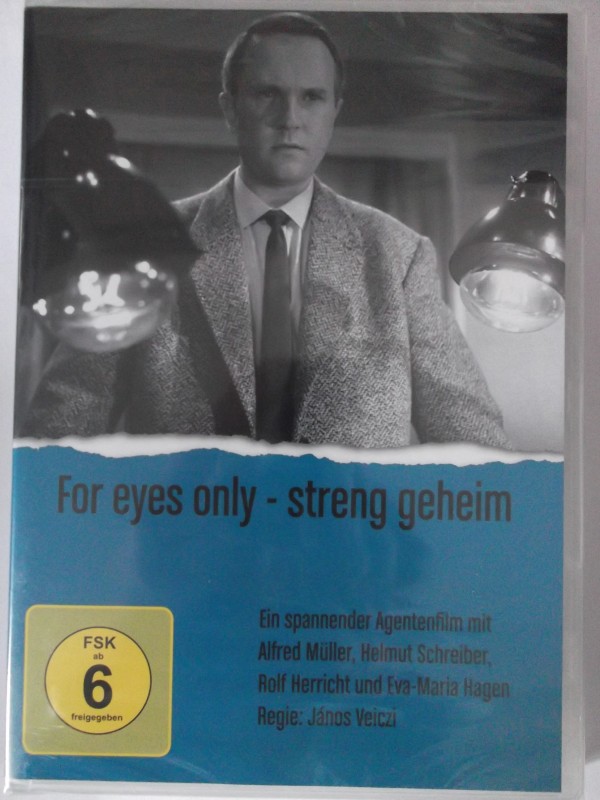 For eyes only - streng geheim
Ein spannender Agentenfilm mit
Alfred Müller, Helmut Schreiber,
Rolf Herricht und Eva-Maria Hagen
Regie: János Veiczi
FSK
ab
6
freigegeben